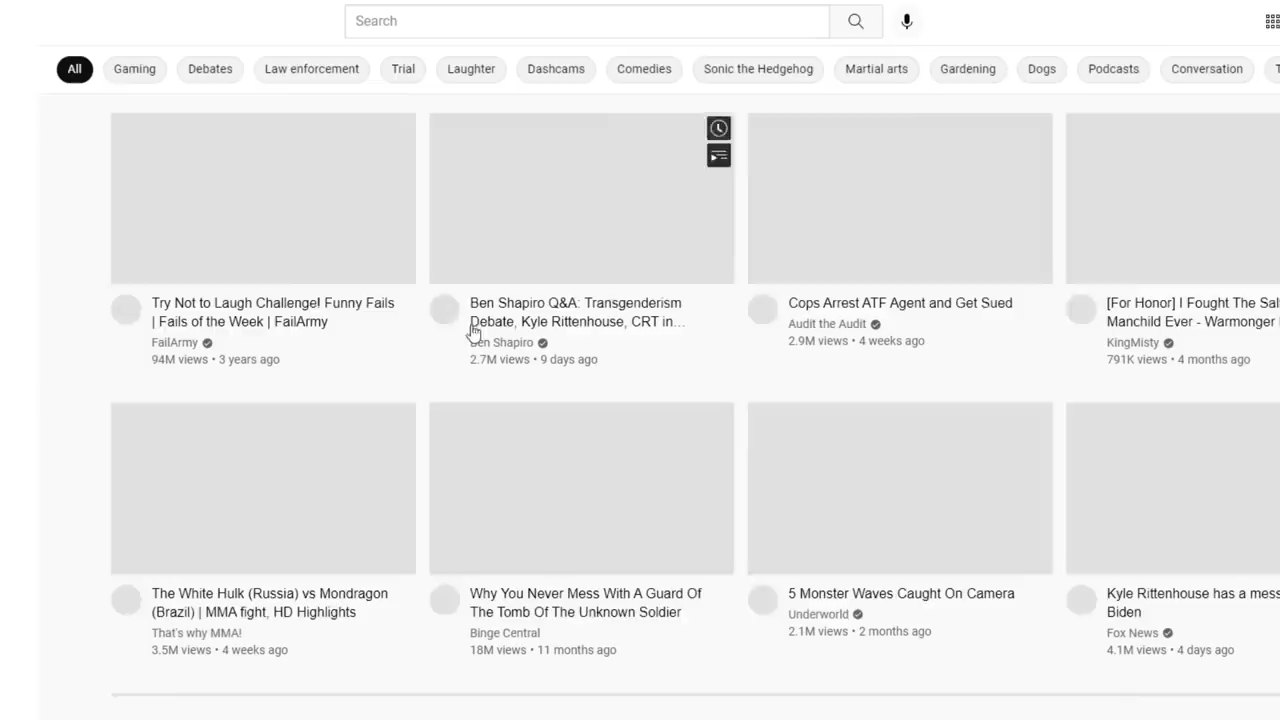 Search
All
Gaming
Debates
Law enforcement
Trial
Laughter
Dashcams
Comedies
Sonic the Hedgehog
Martial arts
Gardening
Dogs
Podcasts
Conversation
Try Not to Laugh Challenge! Funny Fails
| Fails of the Week | FailArmy
FailArmy
94M views • 3 years ago
Ben Shapiro Q&A: Transgenderism
Debate, Kyle Rittenhouse, CRT in...
Ben Shapiro
2.7M views • 9 days ago
Cops Arrest ATF Agent and Get Sued
Audit the Audit
2.9M views • 4 weeks ago
[For Honor] I Fought The
Manchild Ever - Warmonger
KingMisty
791K views • 4 months ago
The White Hulk (Russia) vs Mondragon
(Brazil) | MMA fight, HD Highlights
That's why MMA!
3.5M views • 4 weeks ago
Why You Never Mess With A Guard Of
The Tomb Of The Unknown Soldier
Binge Central
18M views • 11 months ago
5 Monster Waves Caught On Camera
Underworld
2.1M views • 2 months ago
Kyle Rittenhouse has a
Biden
Fox News
4.1M views • 4 days ago